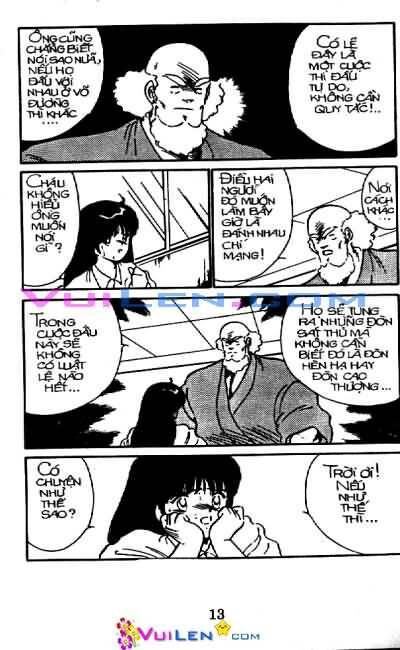 ÔNG CŨNG
CHẲNG BIẾT
NÓI SAO NỮA,
NẾU HỌ
ĐẤU VỚI
NHAU Ở VÕ
ĐƯỜNG
THÌ KHÁC
....
CÓ LẼ
ĐÂY LÀ
MỘT CUỘC
THI ĐẤU
TỰ DO,
KHÔNG CẦN
QUY TẮC!..
CHÁU
KHÔNG
HIỂU
ÔNG
MUỐN
NÓI
GÌ?
ĐIỀU HAI
NGƯƠI
ĐÓ MUỐN
LÀM BÂY
GIỜ LÀ
ĐÁNH NHAU
CHÍ
MẠNG!
NÓI
CÁCH
KHÁC
...
TRONG
CUỘC ĐẤU
NÀY SẼ
KHÔNG
CÓ LUẬT
LỆ NÀO
HẾT...
HỌ SẼ TUNG
RA NHỮNG ĐÒN
SÁT THỦ MÀ
KHÔNG CẦN
BIẾT ĐÓ LÀ ĐÒN
HÈN HẠ HAY
ĐÒN CAO
THƯỢNG...
VUILEN.COM
CÓ
CHUYỆN
NHƯ
THẾ
SAO?
TRỜI ƠI!
NẾU
NHƯ
THẾ
THÌ...
13
VUILEN.COM